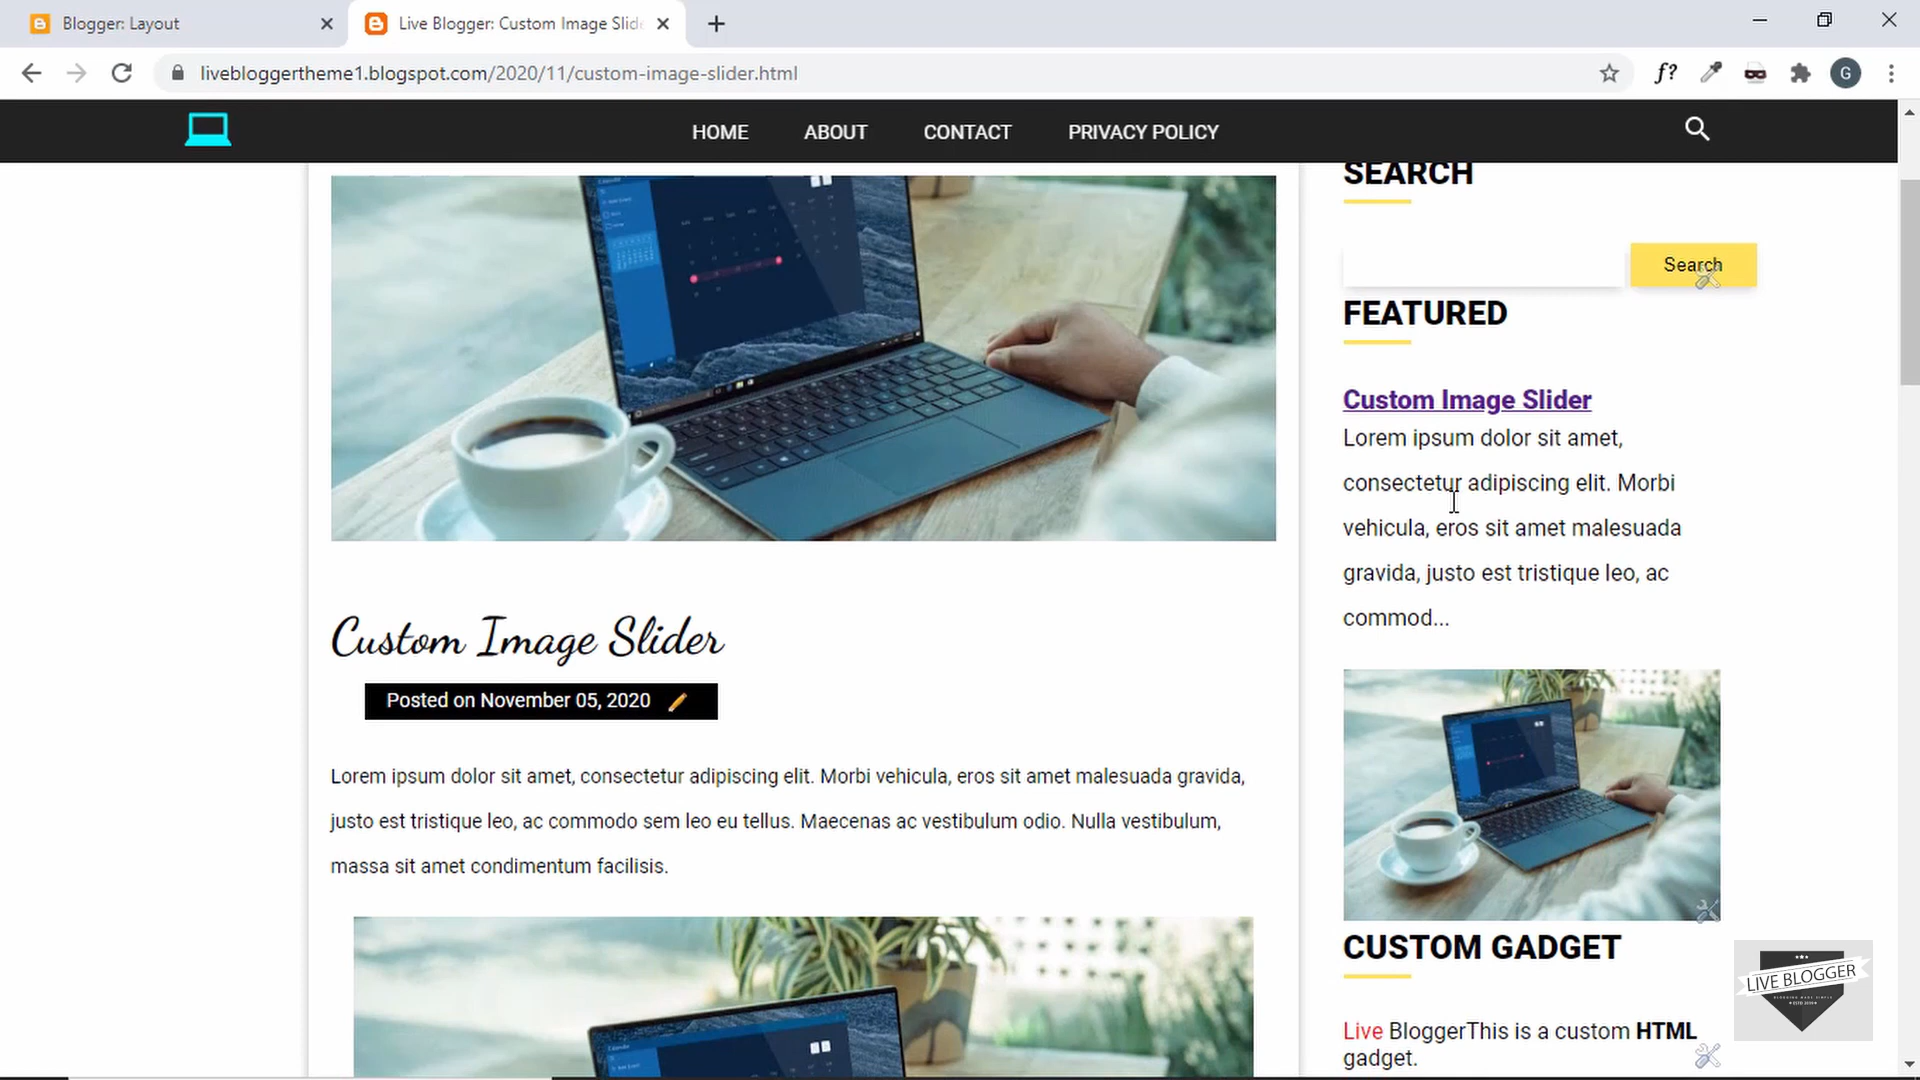 Blogger: Layout
Live Blogger: Custom Image Slid
livebloggertheme1.blogspot.com/2020/11/custom-image-slider.html
f?
G
HOME
ABOUT
CONTACT
PRIVACY POLICY
Custom Image Slider
Posted on November 05, 2020
Lorem ipsum dolor sit amet, consectetur adipiscing elit. Morbi vehicula, eros sit amet malesuada gravida,
justo est tristique leo, ac commodo sem leo eu tellus. Maecenas ac vestibulum odio. Nulla vestibulum,
massa sit amet condimentum facilisis.
SEARCH
Search
FEATURED
Custom Image Slider
Lorem ipsum dolor sit amet,
consectetur adipiscing elit. Morbi
vehicula, eros sit amet malesuada
gravida, justo est tristique leo, ac
commod...
CUSTOM GADGET
Live BloggerThis is a custom HTML
gadget.
LIVE BLOGGER